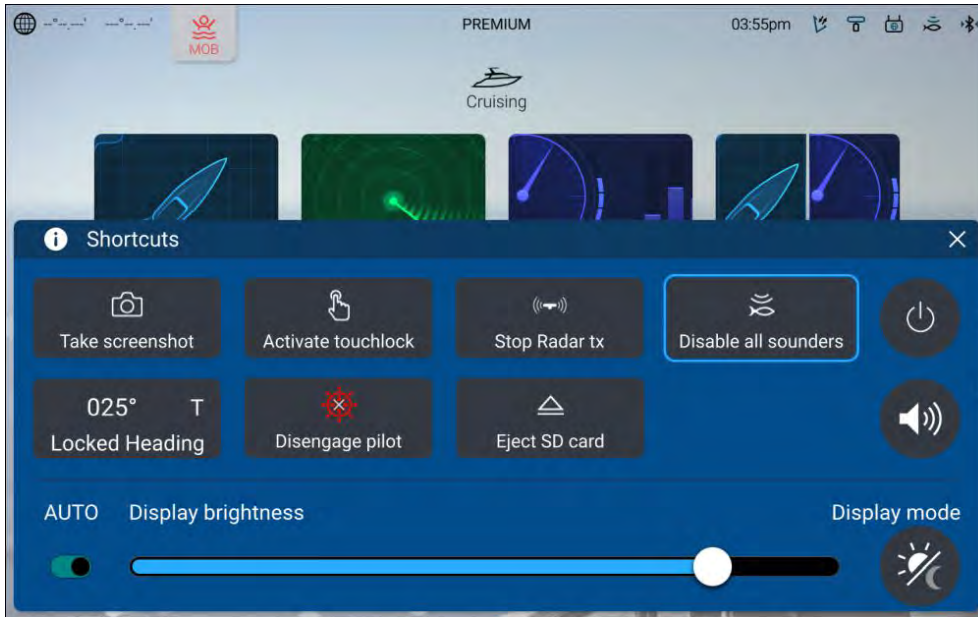 --°--.---' ---°--.---'
MOB
PREMIUM
03:55pm
Cruising
Shortcuts
Take screenshot
Activate touchlock
Stop Radar tx
Disable all sounders
025° T
Locked Heading
Disengage pilot
Eject SD card
AUTO
Display brightness
Display mode